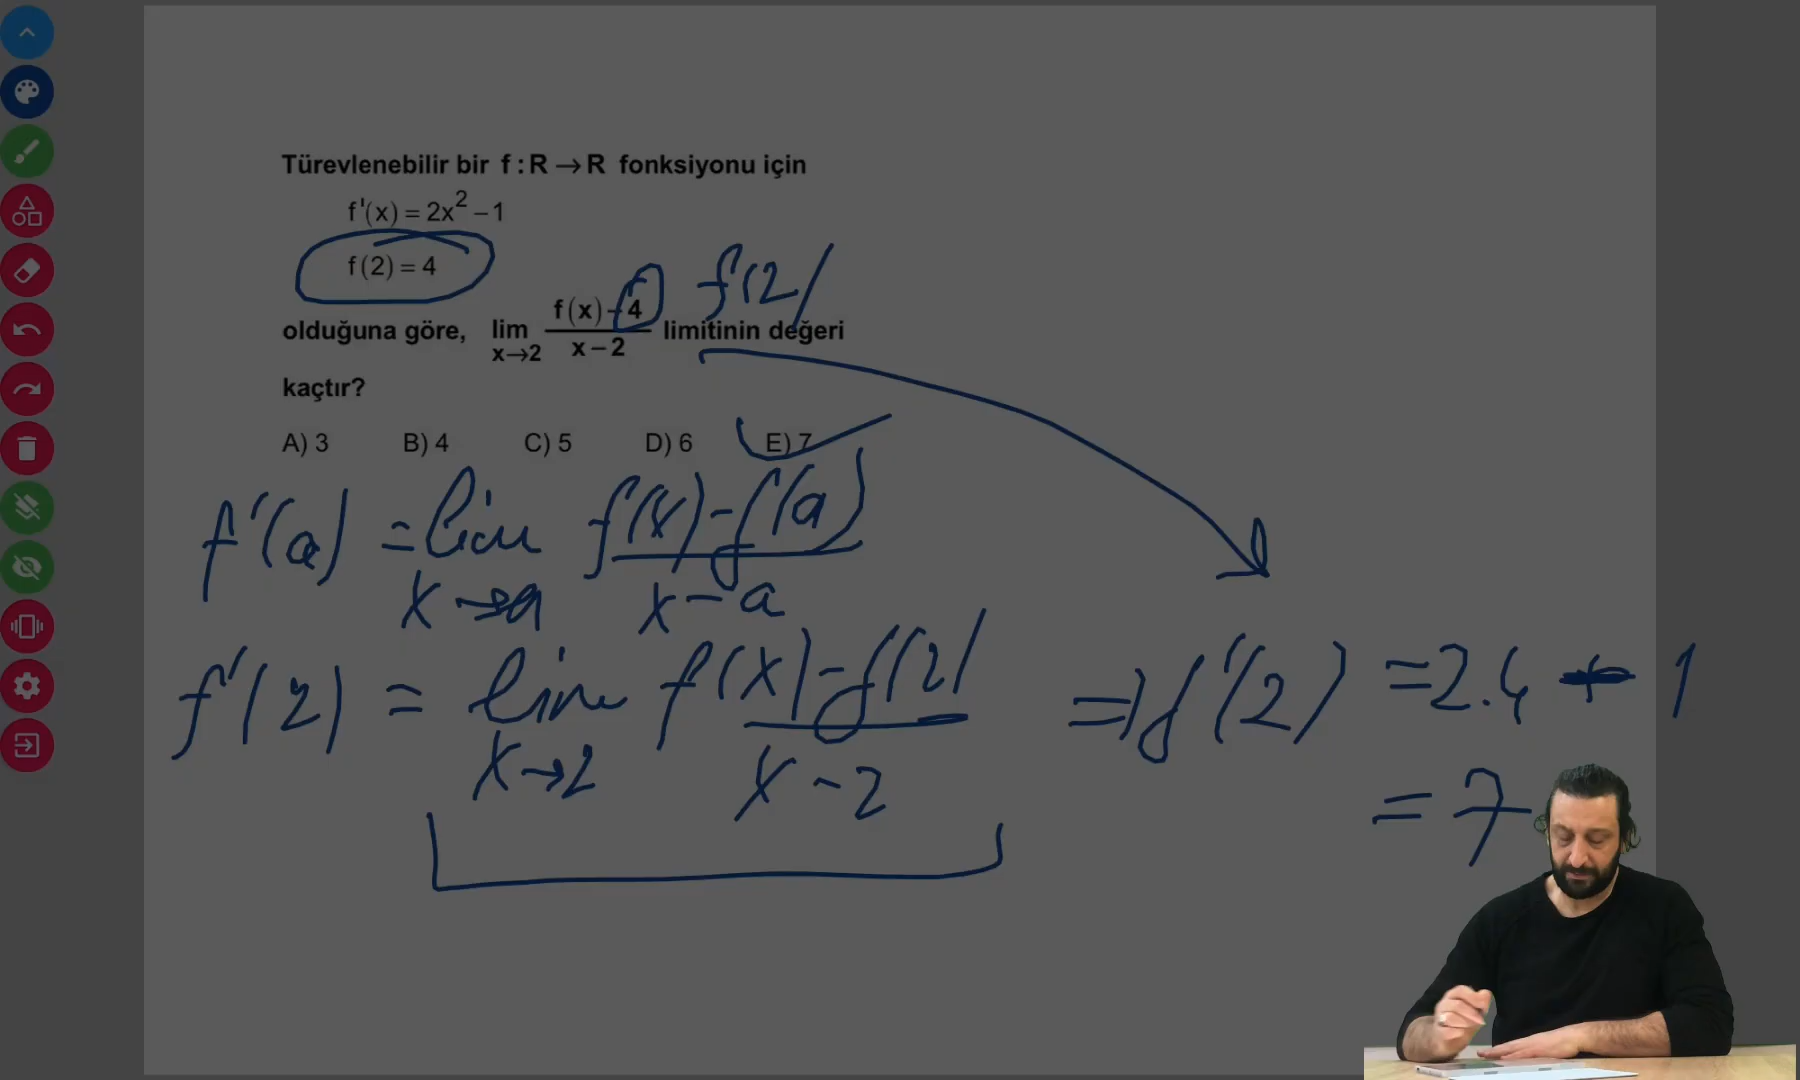 Türevlenebilir bir f : R → R fonksiyonu için
f'(x) = 2x² − 1
f(2) = 4
f(2)
olduğuna göre, lim x→2 f(x) − 4 / x − 2 limitinin değeri
kaçtır?
A) 3 B) 4 C) 5 D) 6 E) 7
f'(a) = lim x→a f(x) − f(a) / x − a
f'(2) = lim x→2 f(x) − f(2) / x − 2 ⇒ f'(2) = 2.4 − 1
= 7